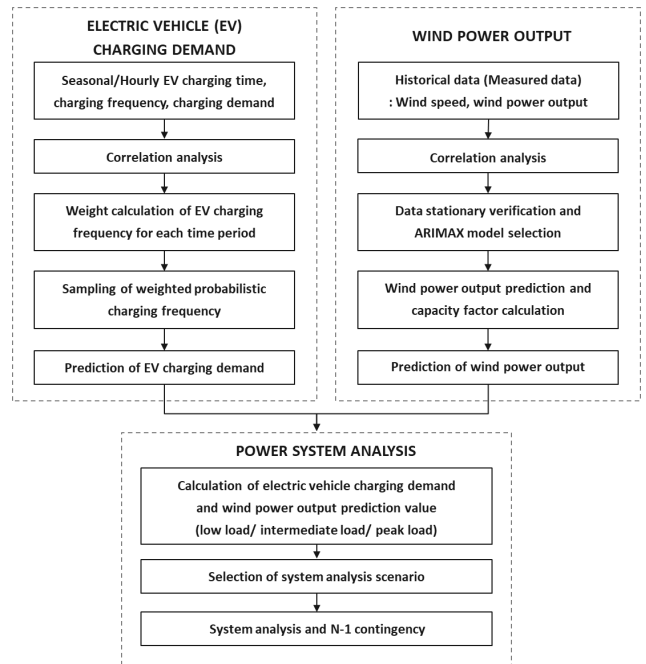 ELECTRIC VEHICLE (EV)
CHARGING DEMAND
Seasonal/Hourly EV charging time,
charging frequency, charging demand
Correlation analysis
Weight calculation of EV charging
frequency for each time period
Sampling of weighted probabilistic
charging frequency
Prediction of EV charging demand
WIND POWER OUTPUT
Historical data (Measured data)
: Wind speed, wind power output
Correlation analysis
Data stationary verification and
ARIMAX model selection
Wind power output prediction and
capacity factor calculation
Prediction of wind power output
POWER SYSTEM ANALYSIS
Calculation of electric vehicle charging demand
and wind power output prediction value
(low load/ intermediate load/ peak load)
Selection of system analysis scenario
System analysis and N-1 contingency